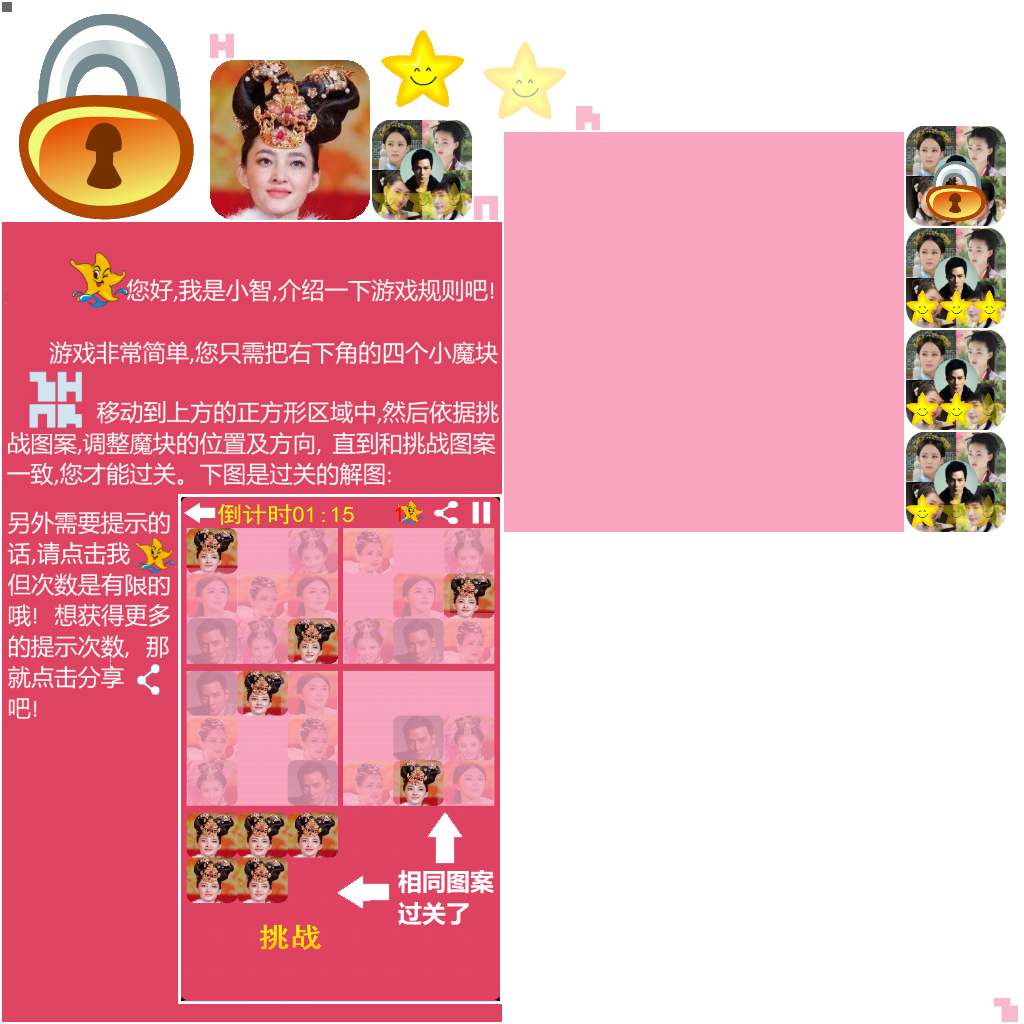 您好,我是小智,介绍一下游戏规则吧!
游戏非常简单,您只需把右下角的四个小魔块
移动到上方的正方形区域中,然后依据挑
战图案,调整魔块的位置及方向, 直到和挑战图案
一致,您才能过关。下图是过关的解图:
另外需要提示的
话,请点击我
但次数是有限的
哦! 想获得更多
的提示次数, 那
就点击分享
吧!
倒计时01:15
相同图案
过关了
挑战